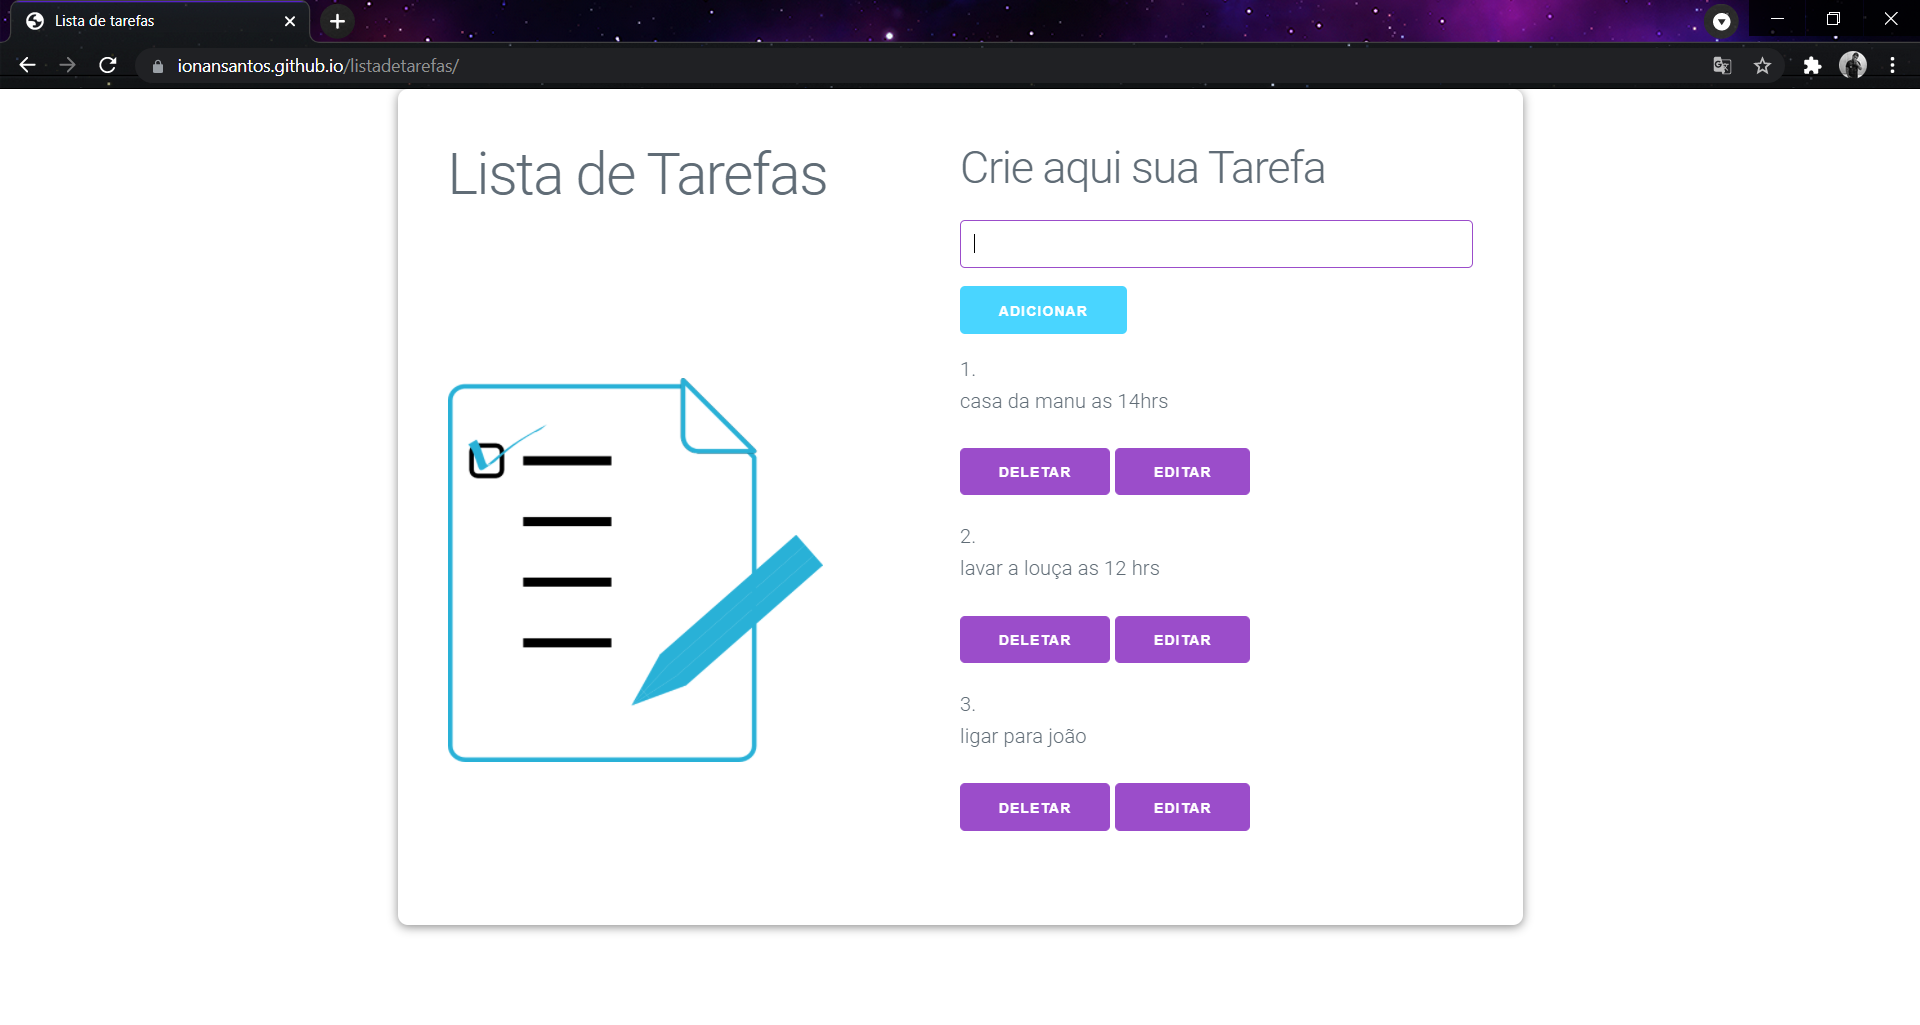 Lista de tarefas
ionansantos.github.io/listadetarefas/
Lista de Tarefas
Crie aqui sua Tarefa
ADICIONAR
1.
casa da manu as 14hrs
DELETAR EDITAR
2.
lavar a louça as 12 hrs
DELETAR EDITAR
3.
ligar para joão
DELETAR EDITAR